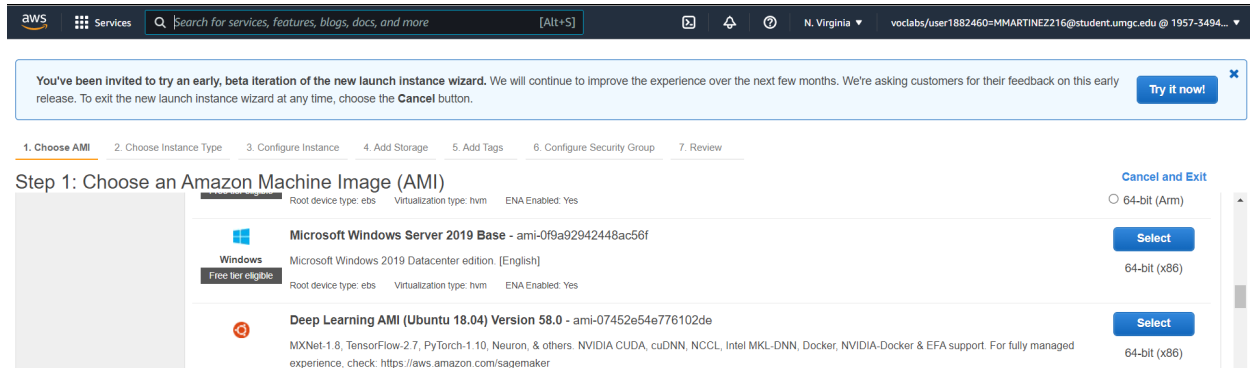 aws Services Search for services, features, blogs, docs, and more [Alt+S] N. Virginia ▼ voclabs/user1882460=MMARTINEZ216@student.umgc.edu @ 1957-3494... ▼
You've been invited to try an early, beta iteration of the new launch instance wizard. We will continue to improve the experience over the next few months. We're asking customers for their feedback on this early
release. To exit the new launch instance wizard at any time, choose the Cancel button.
Try it now!
1. Choose AMI 2. Choose Instance Type 3. Configure Instance 4. Add Storage 5. Add Tags 6. Configure Security Group 7. Review
Step 1: Choose an Amazon Machine Image (AMI)
Cancel and Exit
Free tier eligible
Root device type: ebs Virtualization type: hvm ENA Enabled: Yes
64-bit (Arm)
Windows
Free tier eligible
Microsoft Windows Server 2019 Base - ami-0f9a92942448ac56f
Microsoft Windows 2019 Datacenter edition. [English]
Root device type: ebs Virtualization type: hvm ENA Enabled: Yes
Select
64-bit (x86)
Deep Learning AMI (Ubuntu 18.04) Version 58.0 - ami-07452e54e776102de
MXNet-1.8, TensorFlow-2.7, PyTorch-1.10, Neuron, & others. NVIDIA CUDA, cuDNN, NCCL, Intel MKL-DNN, Docker, NVIDIA-Docker & EFA support. For fully managed
experience, check: https://aws.amazon.com/sagemaker
Select
64-bit (x86)